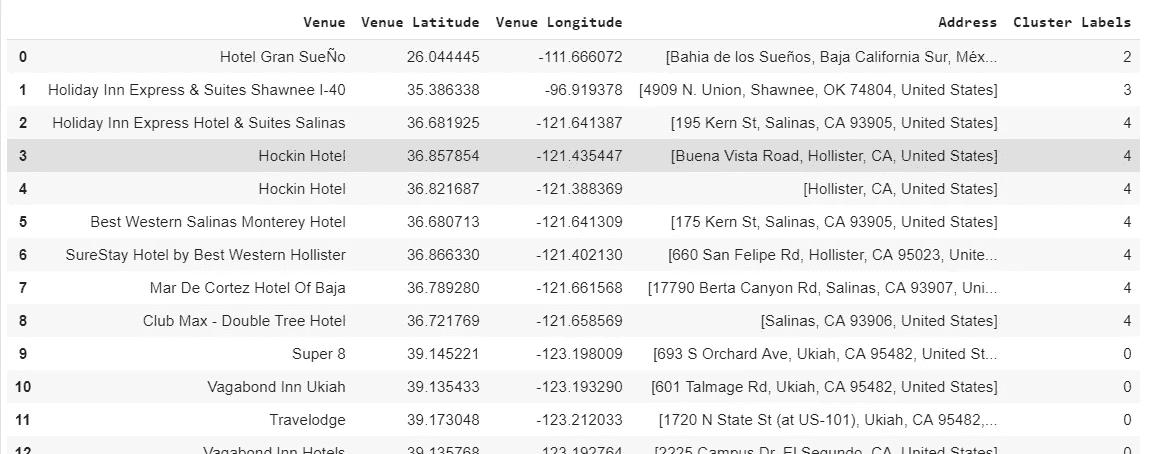 Venue Venue Latitude Venue Longitude Address Cluster Labels
0 Hotel Gran SueÑo 26.044445 -111.666072 [Bahia de los Sueños, Baja California Sur, Méx... 2
1 Holiday Inn Express & Suites Shawnee I-40 35.386338 -96.919378 [4909 N. Union, Shawnee, OK 74804, United States] 3
2 Holiday Inn Express Hotel & Suites Salinas 36.681925 -121.641387 [195 Kern St, Salinas, CA 93905, United States] 4
3 Hockin Hotel 36.857854 -121.435447 [Buena Vista Road, Hollister, CA, United States] 4
4 Hockin Hotel 36.821687 -121.388369 [Hollister, CA, United States] 4
5 Best Western Salinas Monterey Hotel 36.680713 -121.641309 [175 Kern St, Salinas, CA 93905, United States] 4
6 SureStay Hotel by Best Western Hollister 36.866330 -121.402130 [660 San Felipe Rd, Hollister, CA 95023, Unite... 4
7 Mar De Cortez Hotel Of Baja 36.789280 -121.661568 [17790 Berta Canyon Rd, Salinas, CA 93907, Uni... 4
8 Club Max - Double Tree Hotel 36.721769 -121.658569 [Salinas, CA 93906, United States] 4
9 Super 8 39.145221 -123.198009 [693 S Orchard Ave, Ukiah, CA 95482, United St... 0
10 Vagabond Inn Ukiah 39.135433 -123.193290 [601 Talmage Rd, Ukiah, CA 95482, United States] 0
11 Travelodge 39.173048 -123.212033 [1720 N State St (at US-101), Ukiah, CA 95482,... 0
12 Vagabond Inn Hotels 39.135768 -123.192764 [2225 Campus Dr, El Segundo, CA, United States] 0